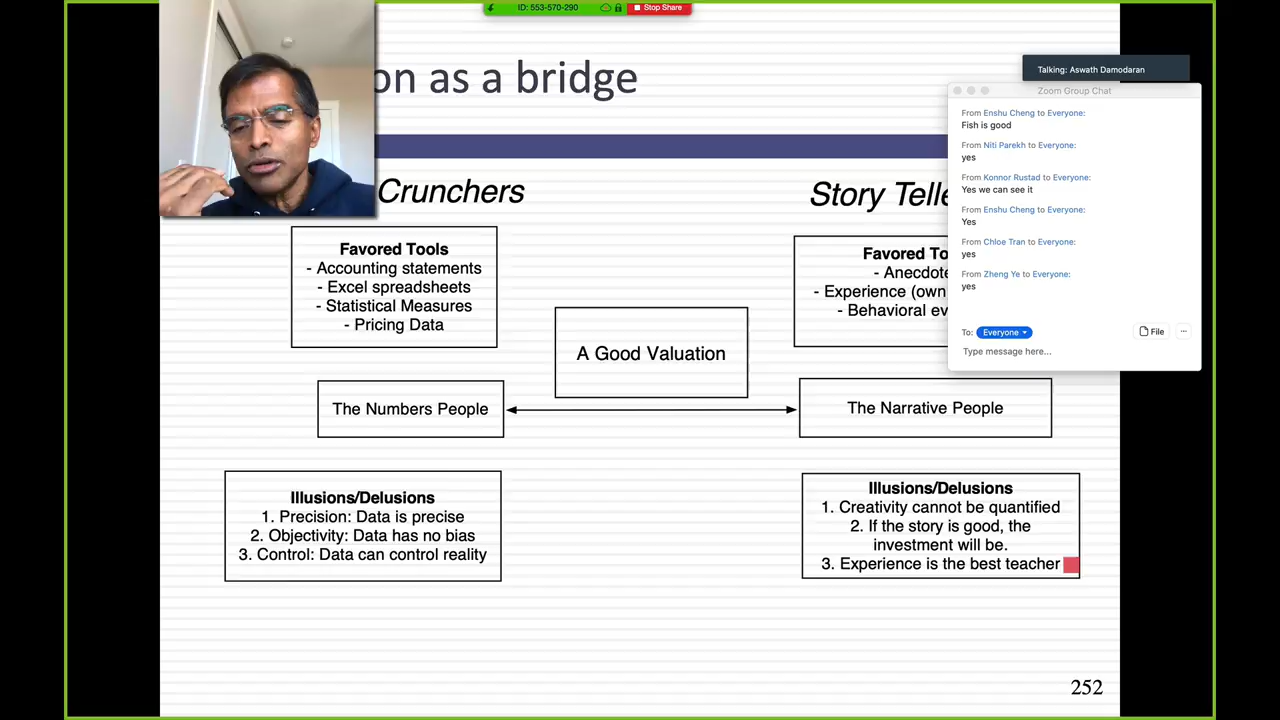 ID: 553-570-290
Stop Share
on as a bridge
Talking: Aswath Damodaran
Zoom Group Chat
From Enshu Cheng to Everyone:
Fish is good
From Niti Parekh to Everyone:
yes
From Konnor Rustad to Everyone:
Yes we can see it
From Enshu Cheng to Everyone:
Yes
From Chloe Tran to Everyone:
yes
From Zheng Ye to Everyone:
yes
To: Everyone
File
...
Type message here...
Crunchers
Favored Tools
- Accounting statements
- Excel spreadsheets
- Statistical Measures
- Pricing Data
A Good Valuation
Story Telle
Favored To
- Anecdote
- Experience (own
- Behavioral ev
The Numbers People
The Narrative People
Illusions/Delusions
1. Precision: Data is precise
2. Objectivity: Data has no bias
3. Control: Data can control reality
Illusions/Delusions
1. Creativity cannot be quantified
2. If the story is good, the
investment will be.
3. Experience is the best teacher
252